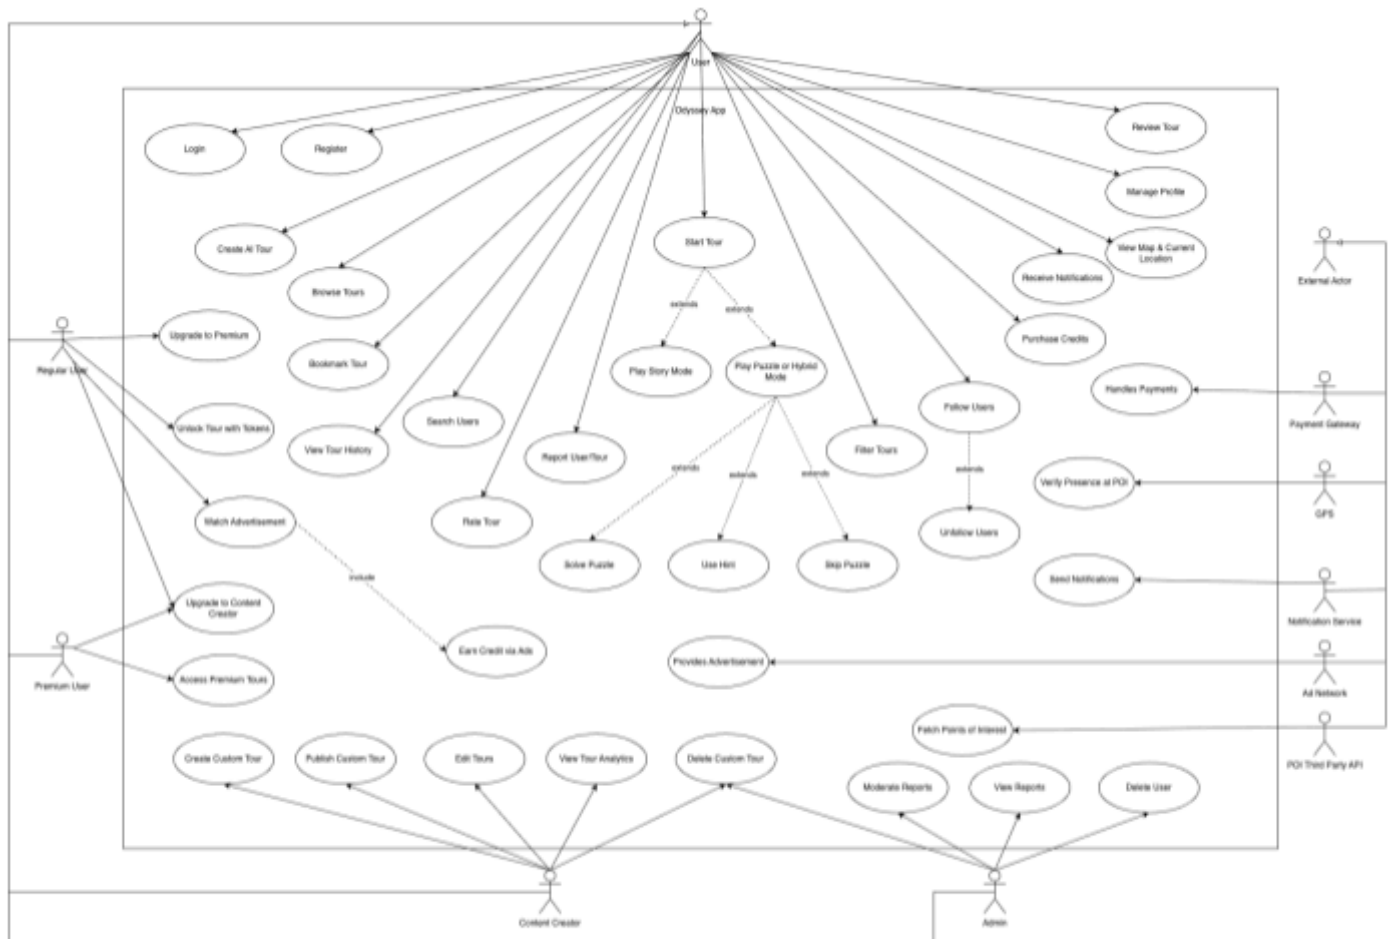 User
Odyssey App
Login
Register
Review Tour
Manage Profile
Create AI Tour
Start Tour
View Map & Current
Location
External Actor
Browse Tours
Receive Notifications
extends
extends
Upgrade to Premium
Purchase Credits
Regular User
Bookmark Tour
Play Story Mode
Play Puzzle or Hybrid
Mode
Handles Payments
Follow Users
Payment Gateway
Unlock Tour with Tokens
Search Users
View Tour History
Report User/Tour
Filter Tours
extends
extends
extends
extends
Verify Presence at POI
GPS
Watch Advertisement
Rate Tour
Unfollow Users
Solve Puzzle
Use Hint
Skip Puzzle
include
Send Notifications
Upgrade to Content
Creator
Notification Service
Earn Credit via Ads
Provides Advertisement
Premium User
Access Premium Tours
Ad Network
Fetch Points of Interest
Create Custom Tour
Publish Custom Tour
Edit Tours
View Tour Analytics
Delete Custom Tour
POI Third Party API
Moderate Reports
View Reports
Delete User
Content Creator
Admin